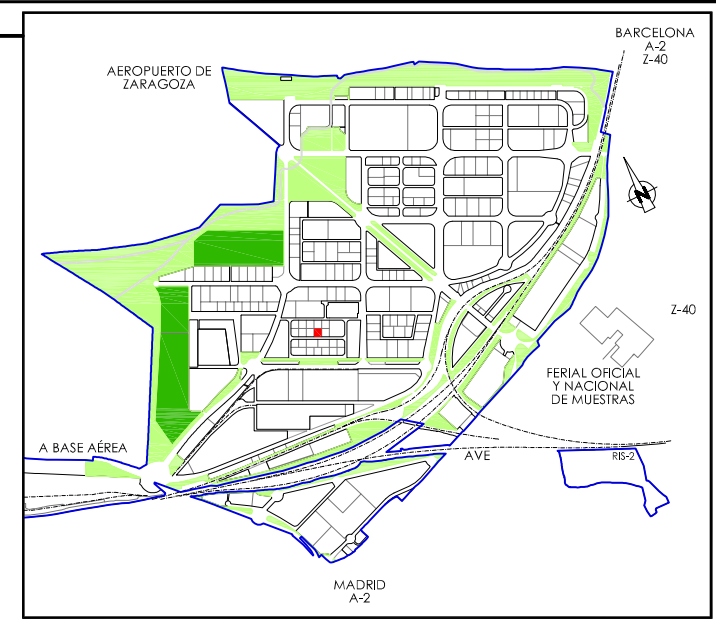 BARCELONA
A-2
Z-40
AEROPUERTO DE
ZARAGOZA
N
Z-40
FERIAL OFICIAL
Y NACIONAL
DE MUESTRAS
A BASE AÉREA
AVE
RIS-2
MADRID
A-2